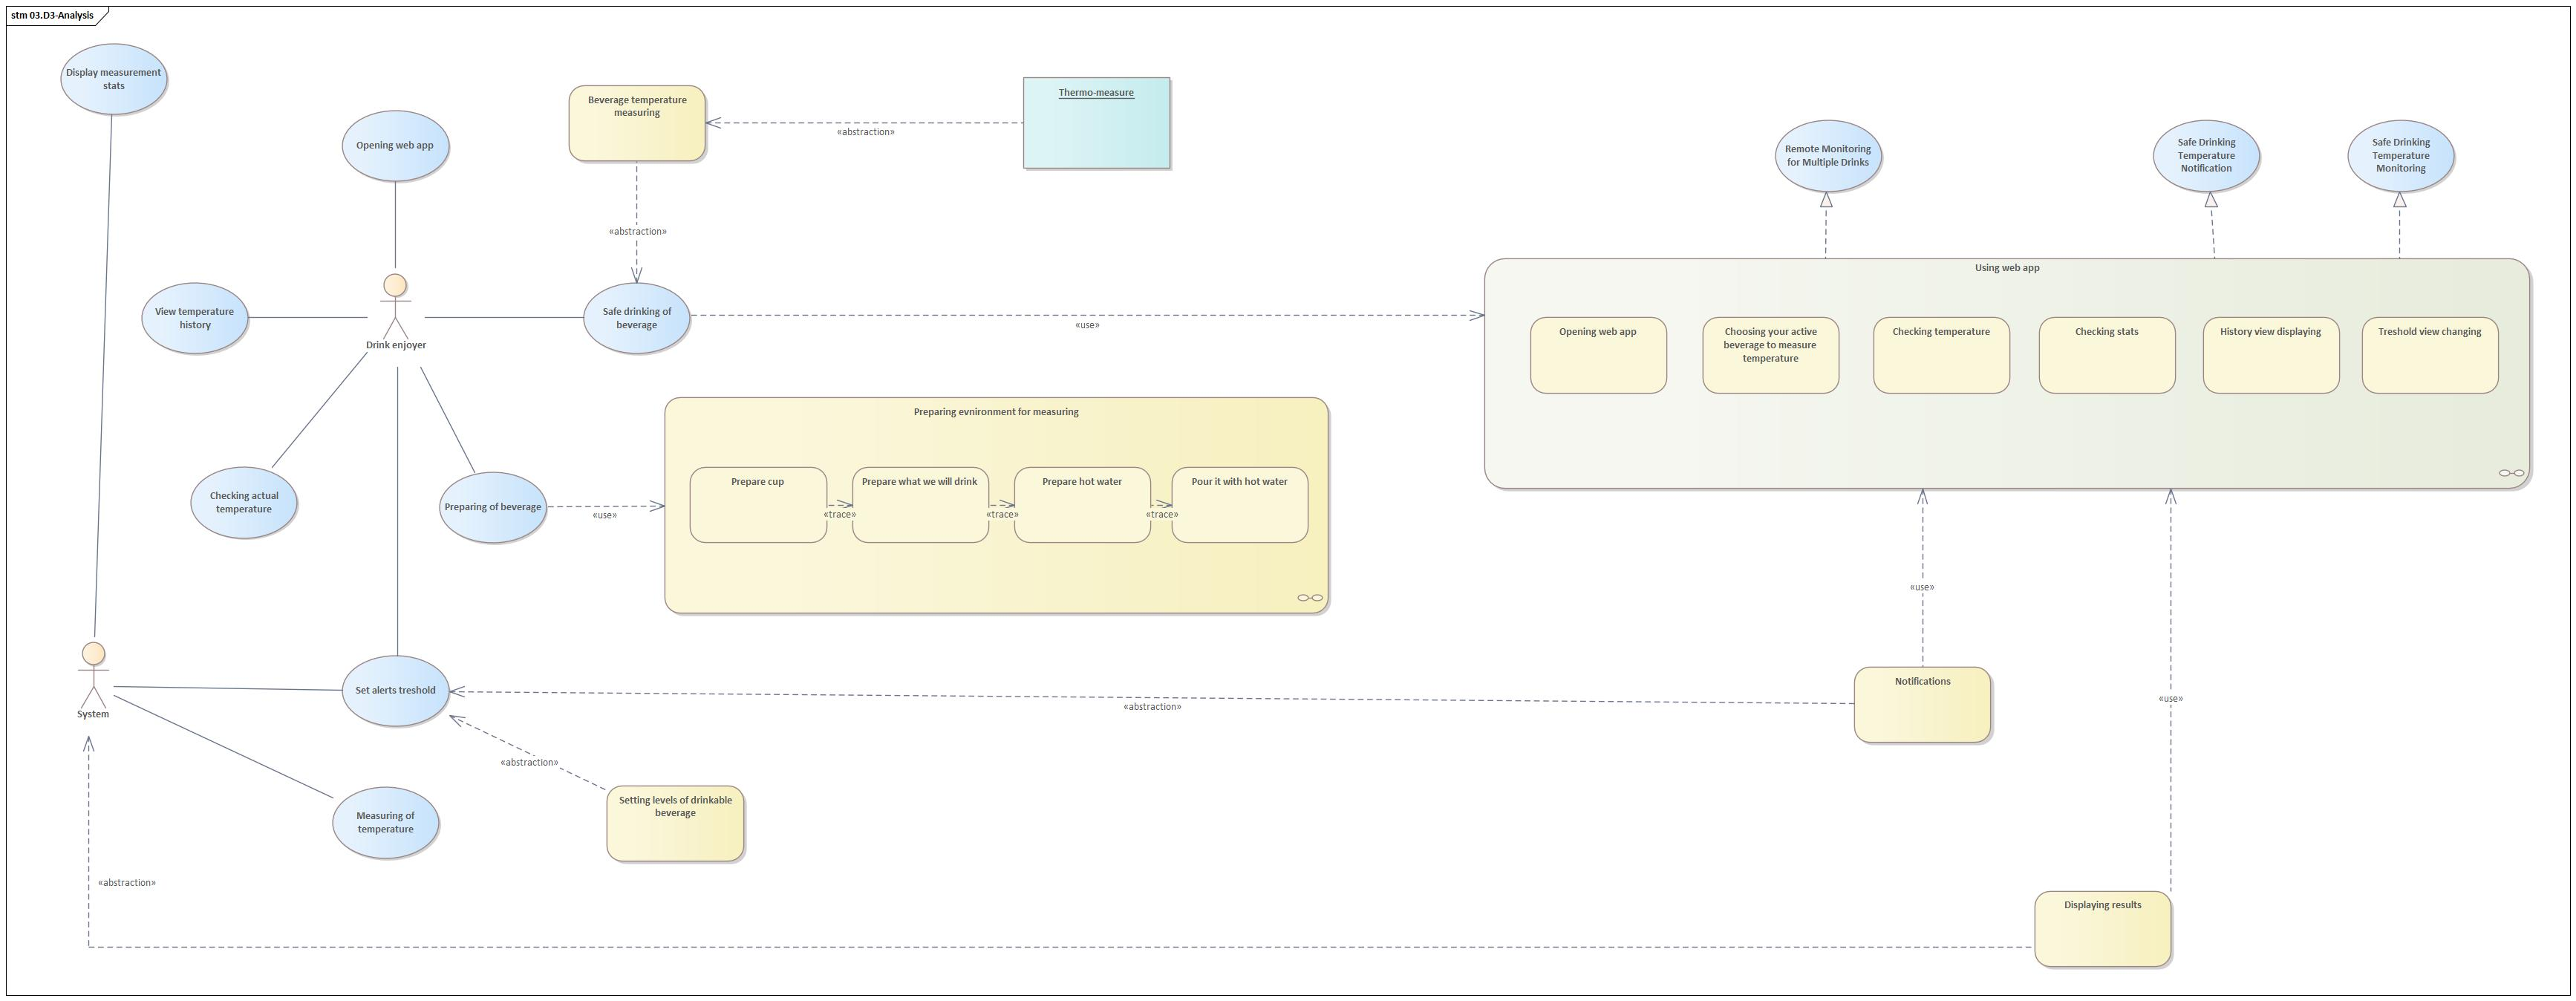 stm 03.D3-Analysis
Display measurement
stats
Opening web app
Beverage temperature
measuring
«abstraction»
Thermo-measure
Remote Monitoring
for Multiple Drinks
Safe Drinking
Temperature
Notification
Safe Drinking
Temperature
Monitoring
«abstraction»
View temperature
history
Drink enjoyer
Safe drinking of
beverage
«use»
Using web app
Opening web app
Choosing your active
beverage to measure
temperature
Checking temperature
Checking stats
History view displaying
Treshold view changing
Preparing evnironment for measuring
Checking actual
temperature
Preparing of beverage
«use»
Prepare cup
«trace»
Prepare what we will drink
«trace»
Prepare hot water
«trace»
Pour it with hot water
«use»
«use»
System
Set alerts treshold
«abstraction»
Notifications
«abstraction»
Setting levels of drinkable
beverage
Measuring of
temperature
«abstraction»
Displaying results